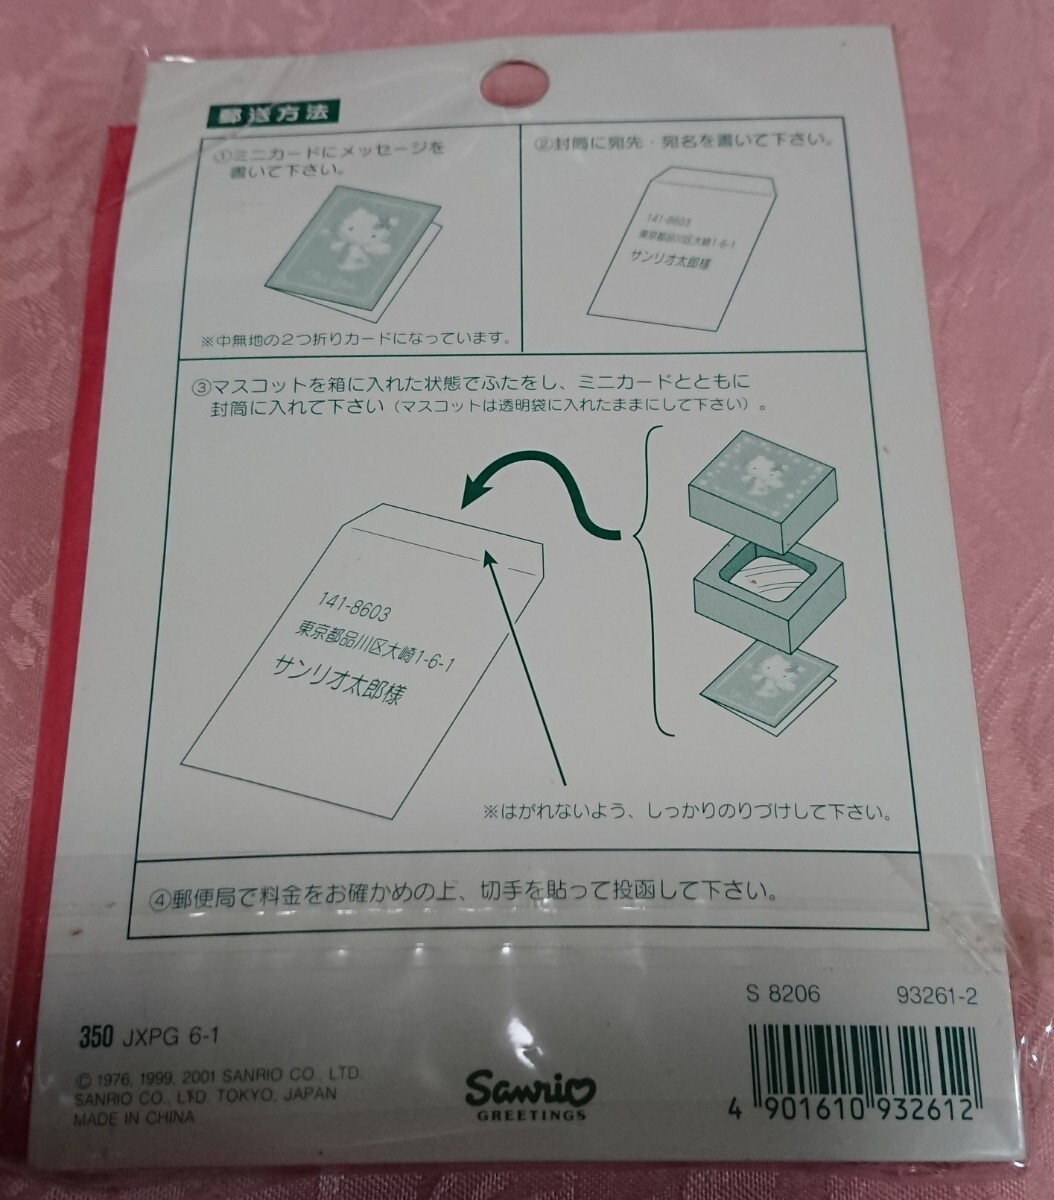 郵送方法
①ミニカードにメッセージを
書いて下さい。
※中無地の2つ折りカードになっています。
②封筒に宛先・宛名を書いて下さい。
141-8603
東京都品川区大崎1-6-1
サンリオ太郎様
③マスコットを箱に入れた状態でふたをし、ミニカードとともに
封筒に入れて下さい(マスコットは透明袋に入れたままにして下さい)。
141-8603
東京都品川区大崎1-6-1
サンリオ太郎様
※はがれないよう、しっかりのりづけして下さい。
④郵便局で料金をお確かめの上、切手を貼って投函して下さい。
S 8206 93261-2
350 JXPG 6-1
© 1976, 1999, 2001 SANRIO CO., LTD.
SANRIO CO., LTD. TOKYO, JAPAN
MADE IN CHINA
Sanrio
GREETINGS
4 901610 932612